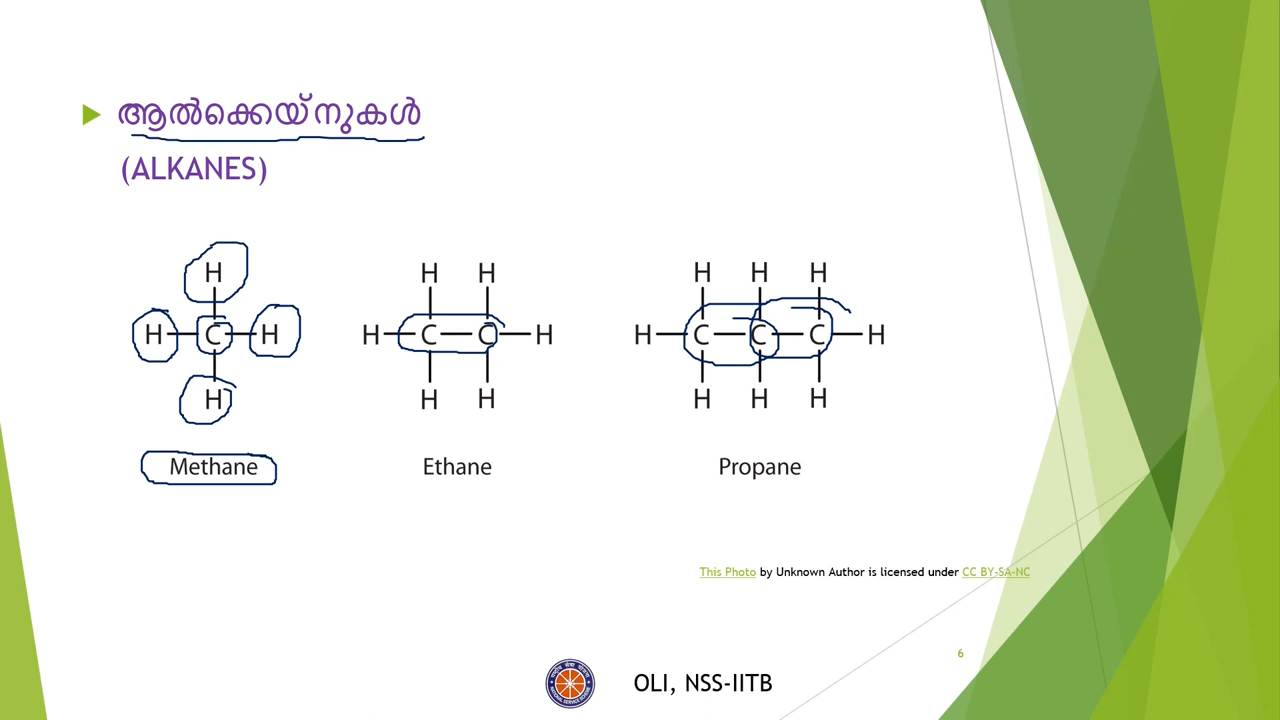 ആൽക്കെയ്നുകൾ
(ALKANES)
H
H C H
H
Methane
H H
H C C H
H H
Ethane
H H H
H C C C H
H H H
Propane
This Photo by Unknown Author is licensed under CC BY-SA-NC
6
OLI, NSS-IITB